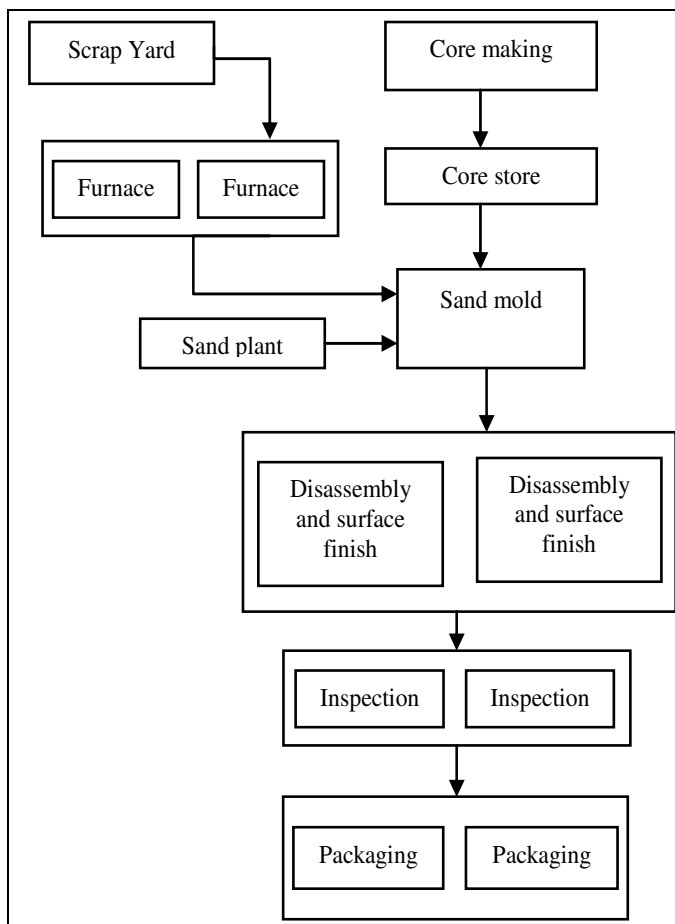 Scrap Yard
Core making
Furnace
Furnace
Core store
Sand mold
Sand plant
Disassembly
and surface
finish
Disassembly
and surface
finish
Inspection
Inspection
Packaging
Packaging